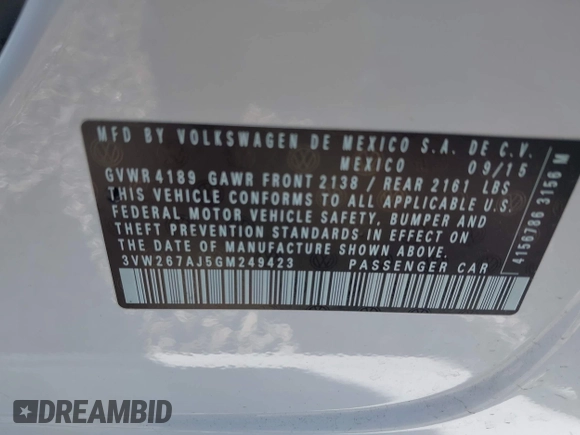 MFD BY VOLKSWAGEN DE MEXICO S.A. DE C.V.
MEXICO 09/15
GVWR 4189 GAWR FRONT 2138 / REAR 2161 LBS
THIS VEHICLE CONFORMS TO ALL APPLICABLE U.S.
FEDERAL MOTOR VEHICLE SAFETY, BUMPER AND
THEFT PREVENTION STANDARDS IN EFFECT ON
THE DATE OF MANUFACTURE SHOWN ABOVE.
3VW267AJ5GM249423 PASSENGER CAR
4156786 3156 M
DREAMBID